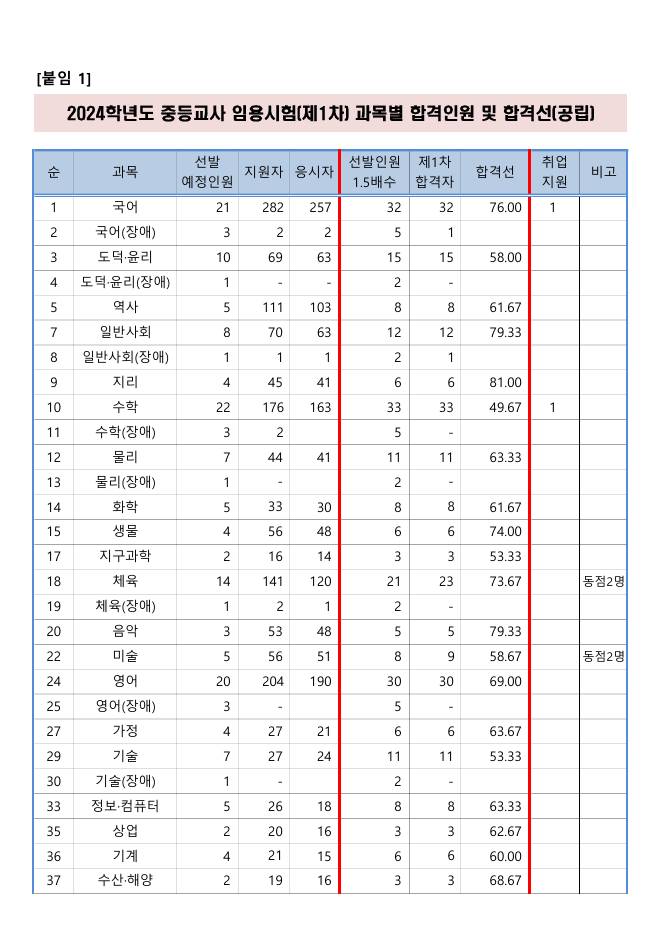 [붙임 1]
2024학년도 중등교사 임용시험(제1차) 과목별 합격인원 및 합격선(공립)
순 과목 선발 예정인원 지원자 응시자 선발인원 1.5배수 제1차 합격자 합격선 취업 지원 비고
1 국어 21 282 257 32 32 76.00 1
2 국어(장애) 3 2 2 5 1
3 도덕·윤리 10 69 63 15 15 58.00
4 도덕·윤리(장애) 1 - - 2 -
5 역사 5 111 103 8 8 61.67
7 일반사회 8 70 63 12 12 79.33
8 일반사회(장애) 1 1 1 2 1
9 지리 4 45 41 6 6 81.00
10 수학 22 176 163 33 33 49.67 1
11 수학(장애) 3 2 5 -
12 물리 7 44 41 11 11 63.33
13 물리(장애) 1 - 2 -
14 화학 5 33 30 8 8 61.67
15 생물 4 56 48 6 6 74.00
17 지구과학 2 16 14 3 3 53.33
18 체육 14 141 120 21 23 73.67 동점2명
19 체육(장애) 1 2 1 2 -
20 음악 3 53 48 5 5 79.33
22 미술 5 56 51 8 9 58.67 동점2명
24 영어 20 204 190 30 30 69.00
25 영어(장애) 3 - 5 -
27 가정 4 27 21 6 6 63.67
29 기술 7 27 24 11 11 53.33
30 기술(장애) 1 - 2 -
33 정보·컴퓨터 5 26 18 8 8 63.33
35 상업 2 20 16 3 3 62.67
36 기계 4 21 15 6 6 60.00
37 수산·해양 2 19 16 3 3 68.67